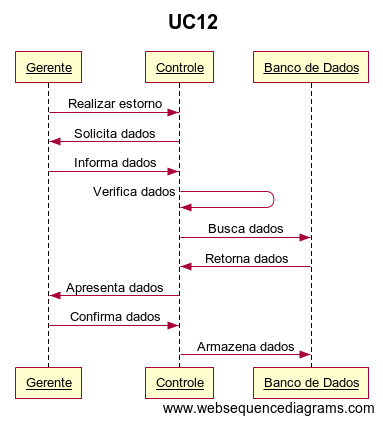 UC12
Gerente Controle Banco de Dados
Realizar estorno
Solicita dados
Informa dados
Verifica dados
Busca dados
Retorna dados
Apresenta dados
Confirma dados
Armazena dados
Gerente Controle Banco de Dados
www.websequencediagrams.com